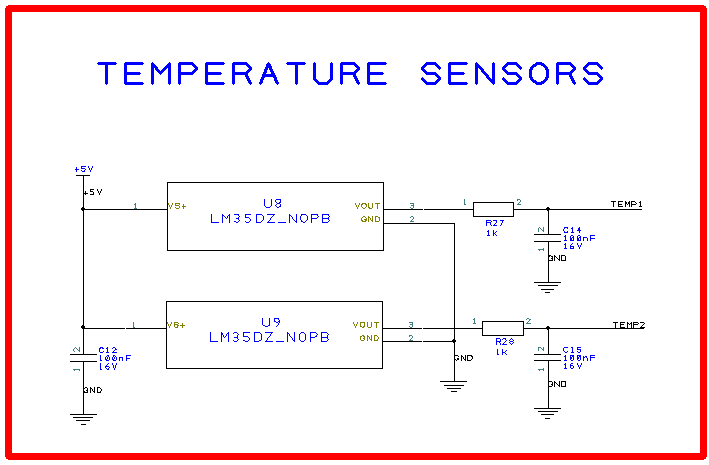 TEMPERATURE SENSORS
+5V
+5V
1
VS+
U8
LM35DZ_NOPB
VOUT
GND
3
2
1
2
R27
1k
TEMP1
2
1
C14
100nF
16V
GND
1
VS+
U9
LM35DZ_NOPB
VOUT
GND
3
2
1
2
R28
1k
TEMP2
GND
2
1
C12
100nF
16V
GND
2
1
C15
100nF
16V
GND